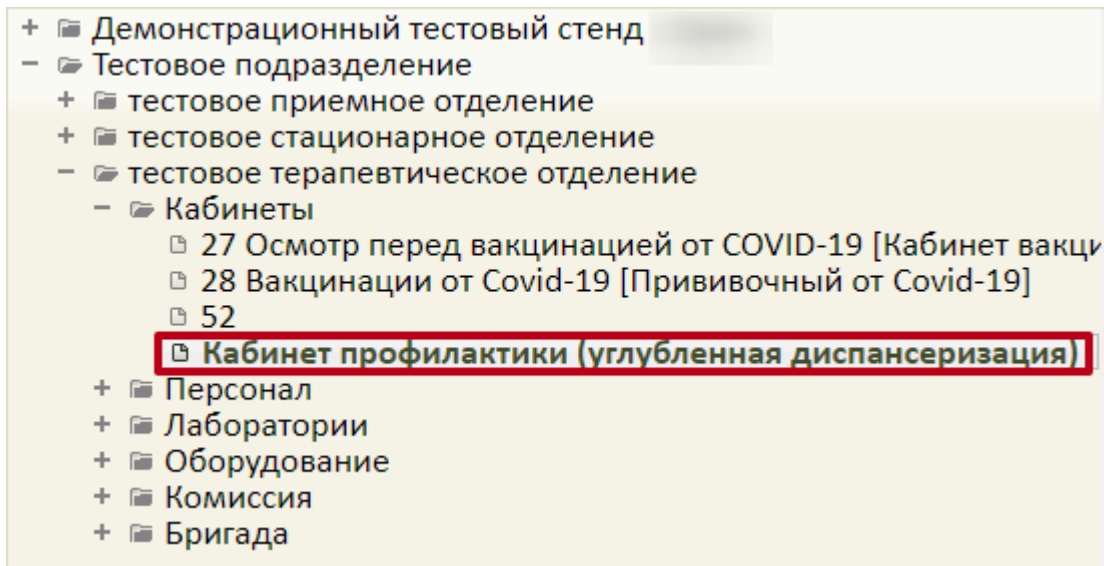 Демонстрационный тестовый стенд
Тестовое подразделение
тестовое приемное отделение
тестовое стационарное отделение
тестовое терапевтическое отделение
Кабинеты
27 Осмотр перед вакцинацией от COVID-19 [Кабинет вакци
28 Вакцинации от Covid-19 [Прививочный от Covid-19]
52
Кабинет профилактики (углубленная диспансеризация)
Персонал
Лаборатории
Оборудование
Комиссия
Бригада